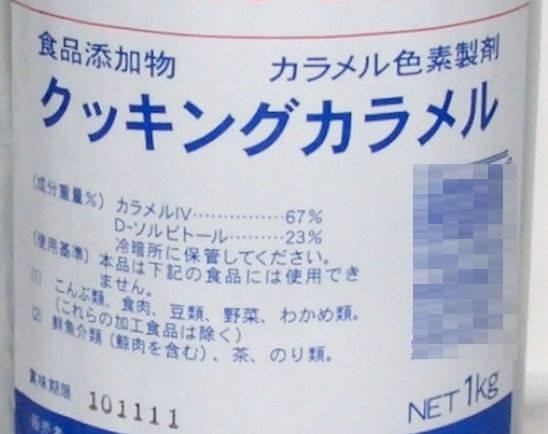 食品添加物 カラメル色素製剤
クッキングカラメル
(成分重量%) カラメルⅣ……………67%
D-ソルビトール………23%
冷暗所に保管してください。
(使用基準) 本品は下記の食品には使用でき
ません。
(1) こんぶ類、食肉、豆類、野菜、わかめ類。
(これらの加工食品は除く)
(2) 鮮魚介類(鯨肉を含む)、茶、のり類。
賞味期限 101111
NET 1kg